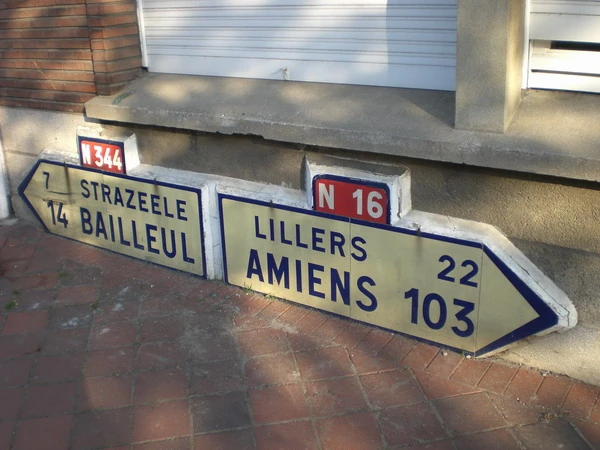 N 344
7 STRAZEELE
14 BAILLEUL
N 16
LILLERS 22
AMIENS 103